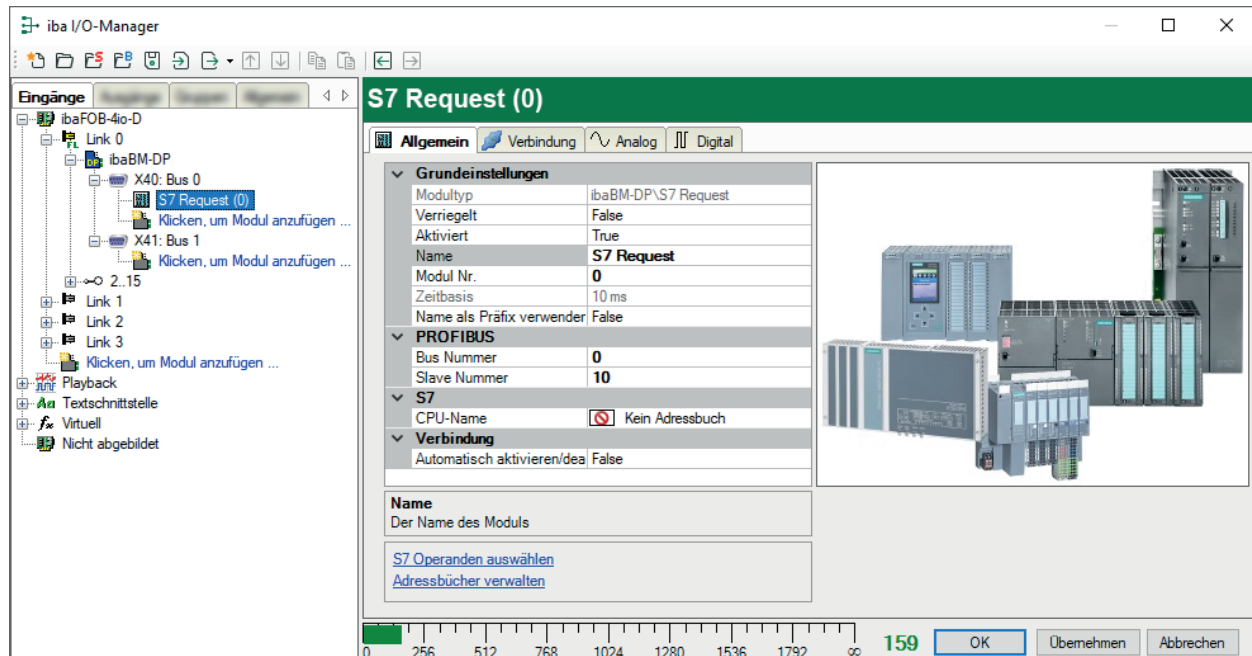 iba I/O-Manager
Eingänge
ibaFOB-4io-D
Link 0
ibaBM-DP
X40: Bus 0
S7 Request (0)
Klicken, um Modul anzufügen ...
X41: Bus 1
Klicken, um Modul anzufügen ...
2..15
Link 1
Link 2
Link 3
Klicken, um Modul anzufügen ...
Playback
Textschnittstelle
Virtuell
Nicht abgebildet
S7 Request (0)
Allgemein Verbindung Analog Digital
Grundeinstellungen
Modultyp ibaBM-DP\S7 Request
Verriegelt False
Aktiviert True
Name S7 Request
Modul Nr. 0
Zeitbasis 10 ms
Name als Präfix verwender False
PROFIBUS
Bus Nummer 0
Slave Nummer 10
S7
CPU-Name Kein Adressbuch
Verbindung
Automatisch aktivieren/dea False
Name
Der Name des Moduls
S7 Operanden auswählen
Adressbücher verwalten
0 256 512 768 1024 1280 1536 1792 ∞
159 OK Übernehmen Abbrechen